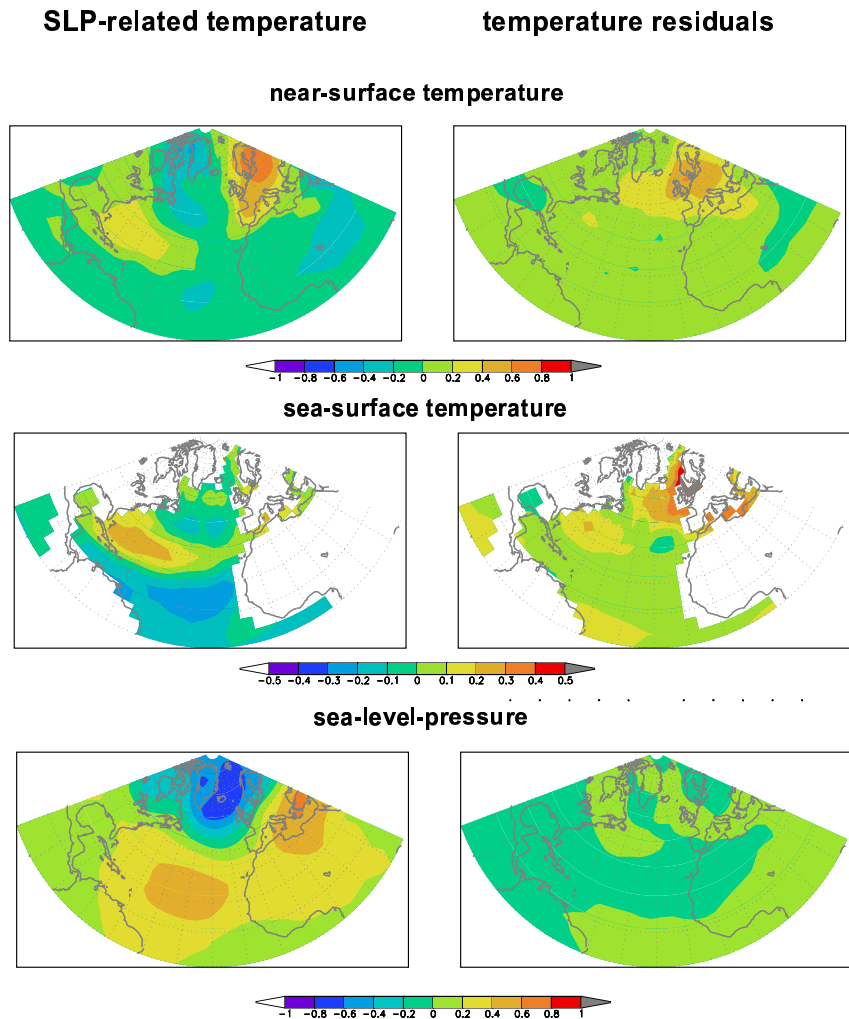 SLP-related temperature temperature residuals
near-surface temperature
-1 -0.8 -0.6 -0.4 -0.2 0 0.2 0.4 0.6 0.8 1
sea-surface temperature
-0.5 -0.4 -0.3 -0.2 -0.1 0 0.1 0.2 0.3 0.4 0.5
sea-level-pressure
-1 -0.8 -0.6 -0.4 -0.2 0 0.2 0.4 0.6 0.8 1